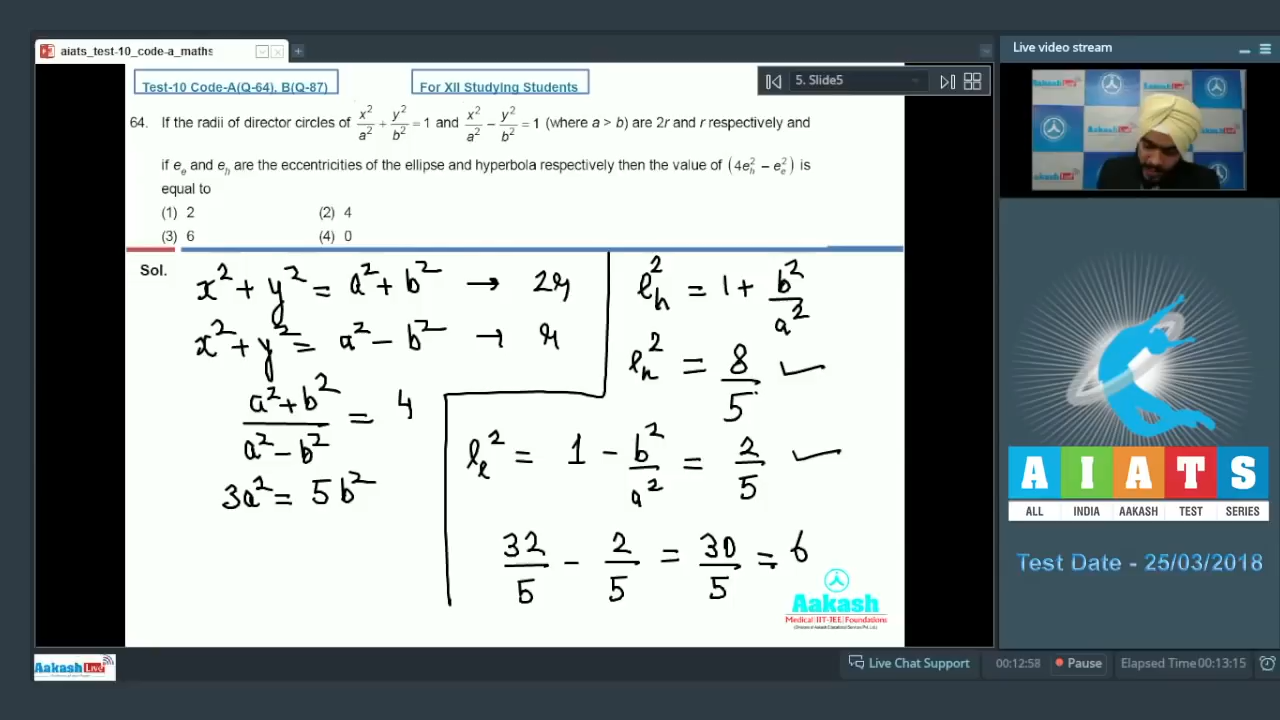 aiats_test-10_code-a_maths
5. Slide5
Live video stream
Test-10 Code-A(Q-64), B(Q-87)
For XII Studying Students
64. If the radii of director circles of x²/a² + y²/b² = 1 and x²/a² − y²/b² = 1 (where a > b) are 2r and r respectively and
if eₑ and eₕ are the eccentricities of the ellipse and hyperbola respectively then the value of (4eₕ² − eₑ²) is
equal to
(1) 2 (2) 4
(3) 6 (4) 0
Sol.
x² + y² = a² + b² → 2r
x² + y² = a² − b² → r
(a² + b²)/(a² − b²) = 4
3a² = 5b²
eₕ² = 1 + b²/a²
eₕ² = 8/5
eₑ² = 1 − b²/a² = 2/5
32/5 − 2/5 = 30/5 = 6
Aakash
Medical|IIT-JEE|Foundations
AIATS
ALL INDIA AAKASH TEST SERIES
Test Date - 25/03/2018
Aakash Live
Live Chat Support
00:12:58
Pause
Elapsed Time 00:13:15